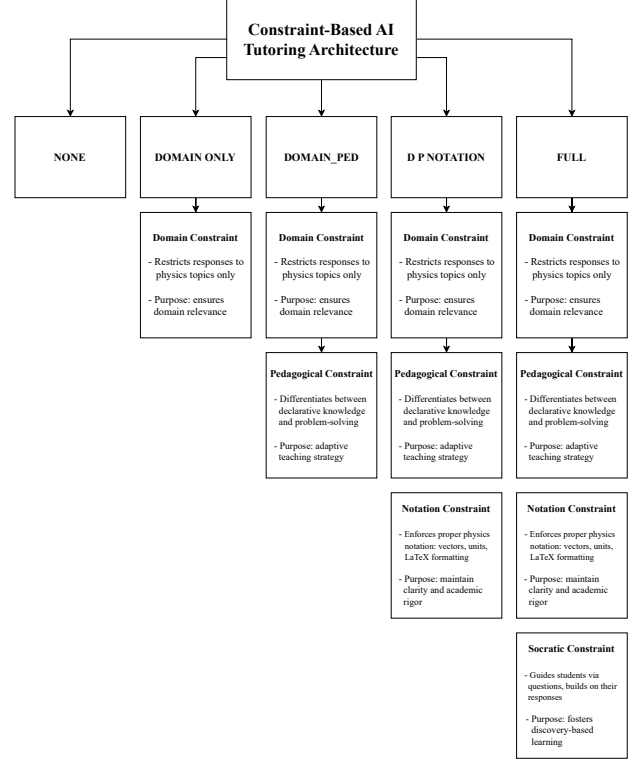 Constraint-Based AI
Tutoring Architecture
NONE
DOMAIN ONLY
DOMAIN_PED
D P NOTATION
FULL
Domain Constraint
- Restricts responses to
physics topics only
- Purpose: ensures
domain relevance
Domain Constraint
- Restricts responses to
physics topics only
- Purpose: ensures
domain relevance
Domain Constraint
- Restricts responses to
physics topics only
- Purpose: ensures
domain relevance
Domain Constraint
- Restricts responses to
physics topics only
- Purpose: ensures
domain relevance
Pedagogical Constraint
- Differentiates between
declarative knowledge
and problem-solving
- Purpose: adaptive
teaching strategy
Pedagogical Constraint
- Differentiates between
declarative knowledge
and problem-solving
- Purpose: adaptive
teaching strategy
Pedagogical Constraint
- Differentiates between
declarative knowledge
and problem-solving
- Purpose: adaptive
teaching strategy
Notation Constraint
- Enforces proper physics
notation: vectors, units,
LaTeX formatting
- Purpose: maintain
clarity and academic
rigor
Notation Constraint
- Enforces proper physics
notation: vectors, units,
LaTeX formatting
- Purpose: maintain
clarity and academic
rigor
Socratic Constraint
- Guides students via
questions, builds on their
responses
- Purpose: fosters
discovery-based
learning